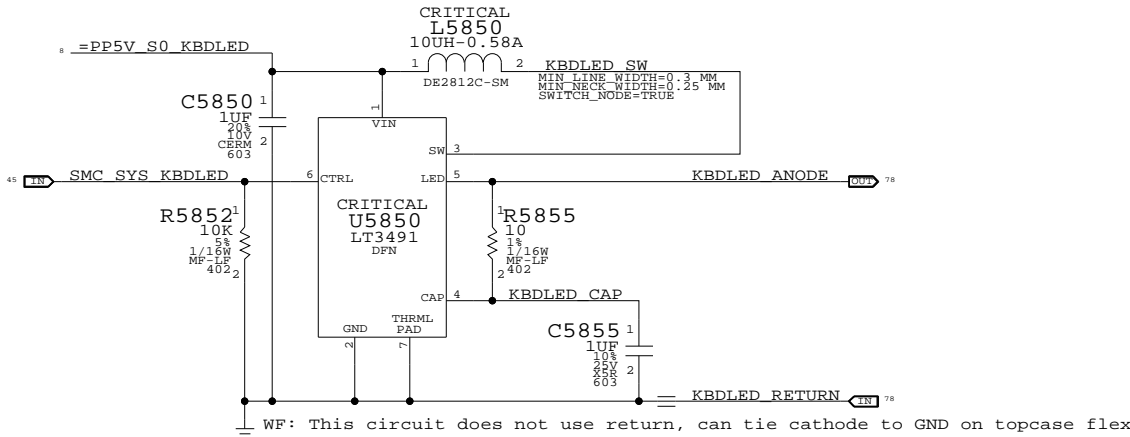 CRITICAL
L5850
10UH-0.58A
8 =PP5V_S0_KBDLED
1 2 KBDLED_SW
DE2812C-SM
MIN_LINE_WIDTH=0.3 MM
MIN_NECK_WIDTH=0.25 MM
SWITCH_NODE=TRUE
C5850 1
1UF
20%
10V 2
CERM
603
1
VIN
SW 3
45 IN SMC_SYS_KBDLED 6 CTRL
LED 5 KBDLED_ANODE OUT 78
CRITICAL
U5850
LT3491
DFN
R5852 1
10K
5%
1/16W
MF-LF
402 2
1 R5855
10
1%
1/16W
MF-LF
2 402
CAP 4 KBDLED_CAP
GND
THRML
PAD
2 7
C5855 1
1UF
10%
25V 2
X5R
603
KBDLED_RETURN IN 78
WF: This circuit does not use return, can tie cathode to GND on topcase flex